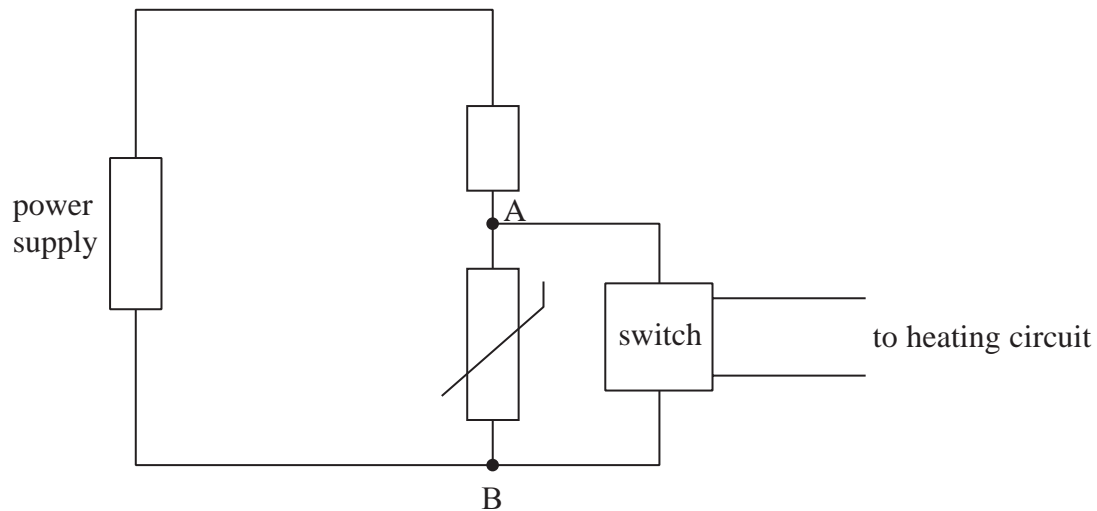 power
supply
A
switch
to heating circuit
B